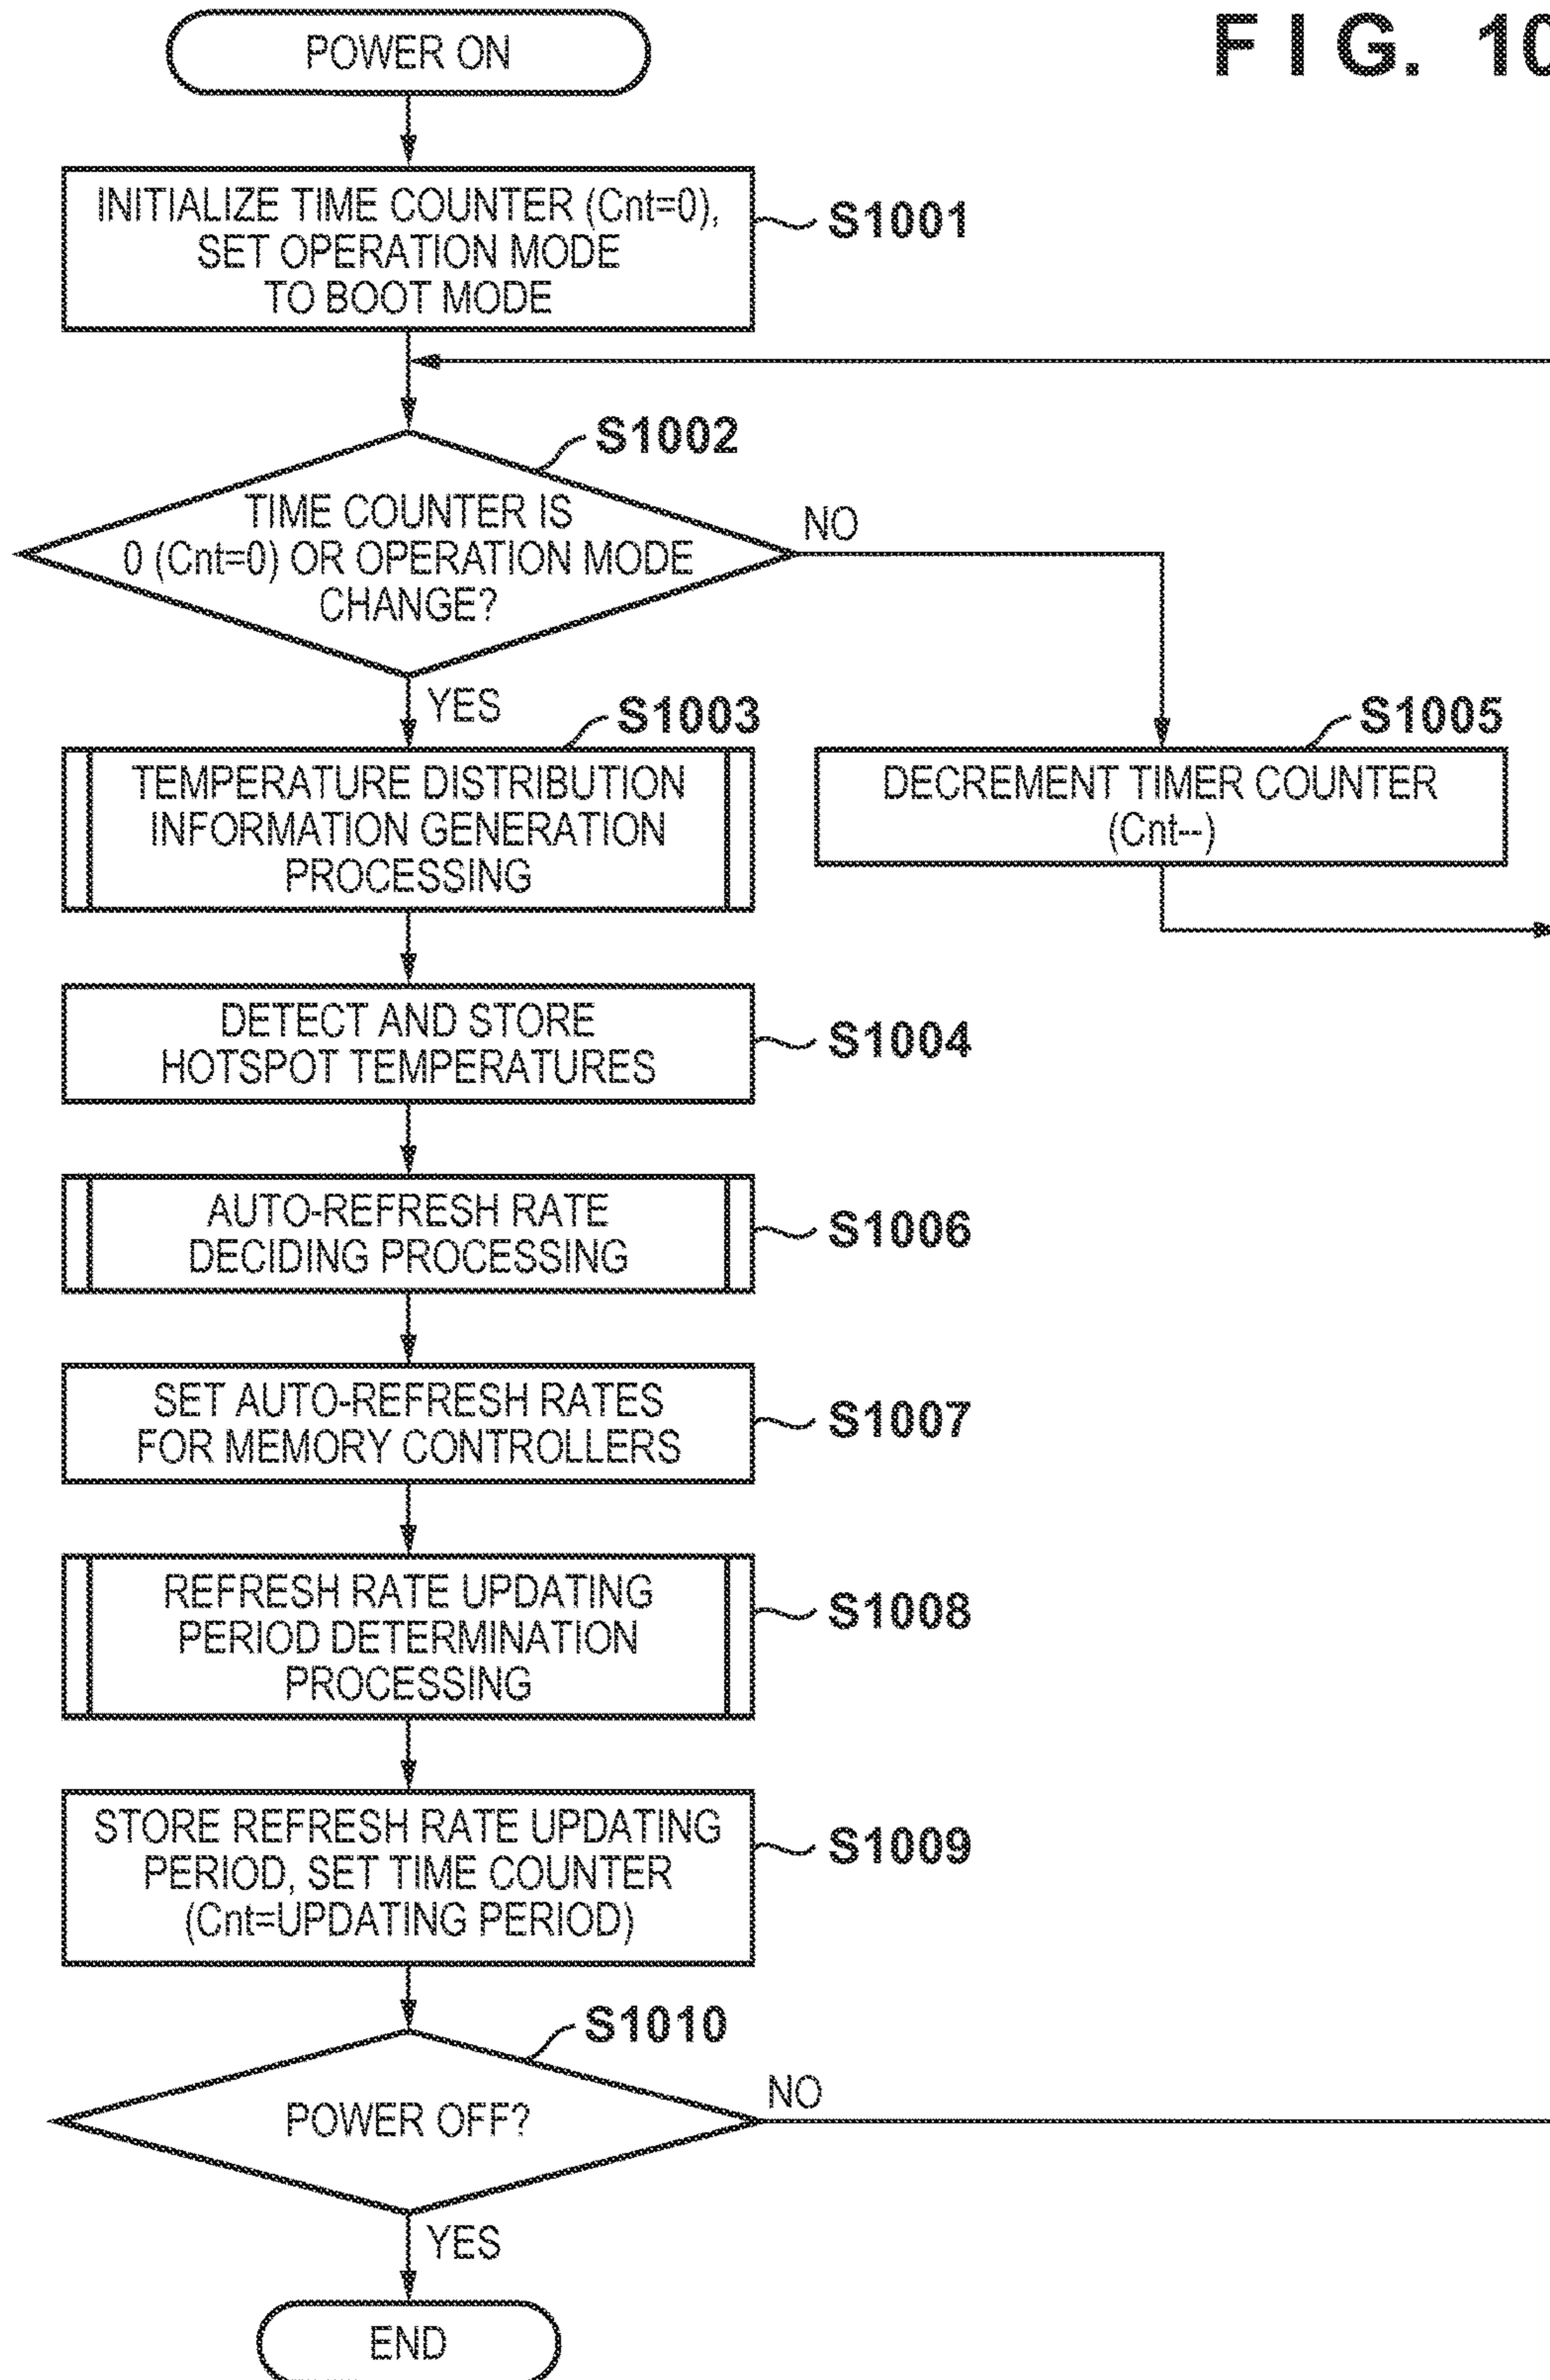 FIG. 10
POWER ON
INITIALIZE TIME COUNTER (Cnt=0),
SET OPERATION MODE
TO BOOT MODE
S1001
S1002
TIME COUNTER IS
0 (Cnt=0) OR OPERATION MODE
CHANGE?
NO
YES
S1003
TEMPERATURE DISTRIBUTION
INFORMATION GENERATION
PROCESSING
S1005
DECREMENT TIMER COUNTER
(Cnt--)
DETECT AND STORE
HOTSPOT TEMPERATURES
S1004
AUTO-REFRESH RATE
DECIDING PROCESSING
S1006
SET AUTO-REFRESH RATES
FOR MEMORY CONTROLLERS
S1007
REFRESH RATE UPDATING
PERIOD DETERMINATION
PROCESSING
S1008
STORE REFRESH RATE UPDATING
PERIOD, SET TIME COUNTER
(Cnt=UPDATING PERIOD)
S1009
S1010
POWER OFF?
NO
YES
END